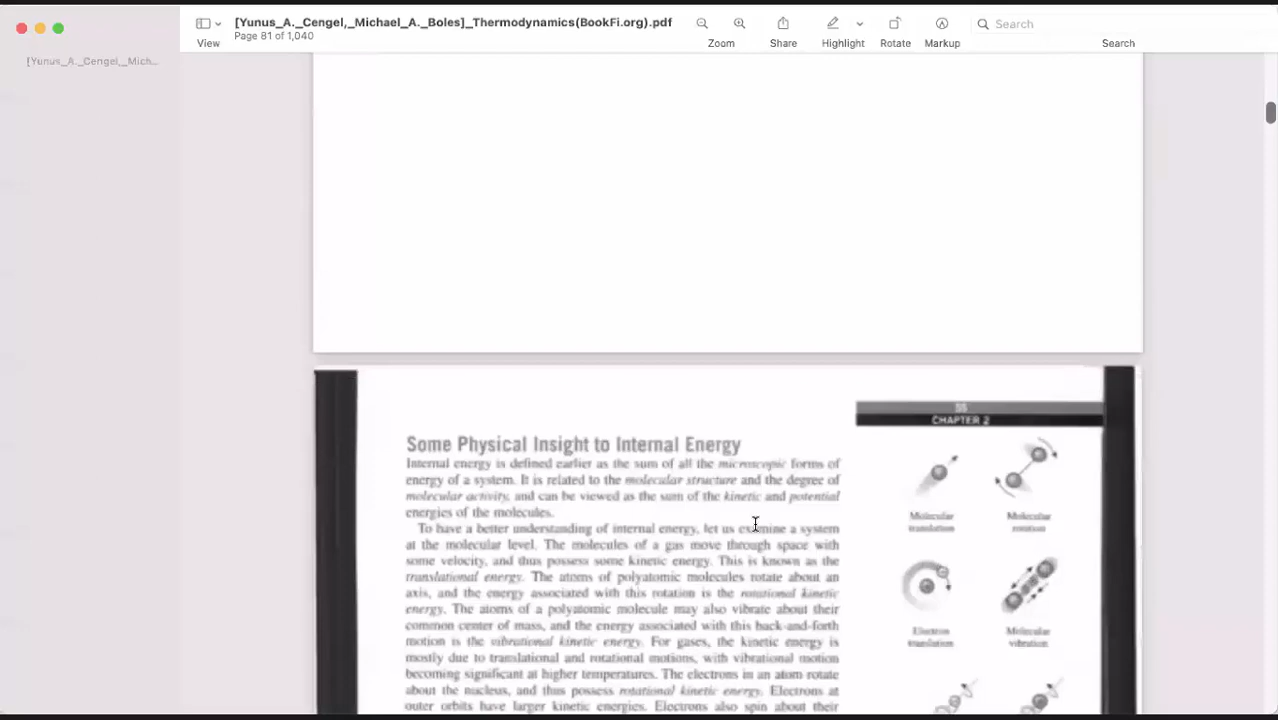 [Yunus_A._Cengel,_Michael_A._Boles]_Thermodynamics(BookFi.org).pdf
Page 81 of 1,040
View
Zoom
Share
Highlight
Rotate
Markup
Search
Search
[Yunus_A._Cengel,_Mich...
55
CHAPTER 2
Some Physical Insight to Internal Energy
Internal energy is defined earlier as the sum of all the microscopic forms of
energy of a system. It is related to the molecular structure and the degree of
molecular activity, and can be viewed as the sum of the kinetic and potential
energies of the molecules.
To have a better understanding of internal energy, let us examine a system
at the molecular level. The molecules of a gas move through space with
some velocity, and thus possess some kinetic energy. This is known as the
translational energy. The atoms of polyatomic molecules rotate about an
axis, and the energy associated with this rotation is the rotational kinetic
energy. The atoms of a polyatomic molecule may also vibrate about their
common center of mass, and the energy associated with this back-and-forth
motion is the vibrational kinetic energy. For gases, the kinetic energy is
mostly due to translational and rotational motions, with vibrational motion
becoming significant at higher temperatures. The electrons in an atom rotate
about the nucleus, and thus possess rotational kinetic energy. Electrons at
outer orbits have larger kinetic energies. Electrons also spin about their
Molecular
translation
Molecular
rotation
Electron
translation
Molecular
vibration